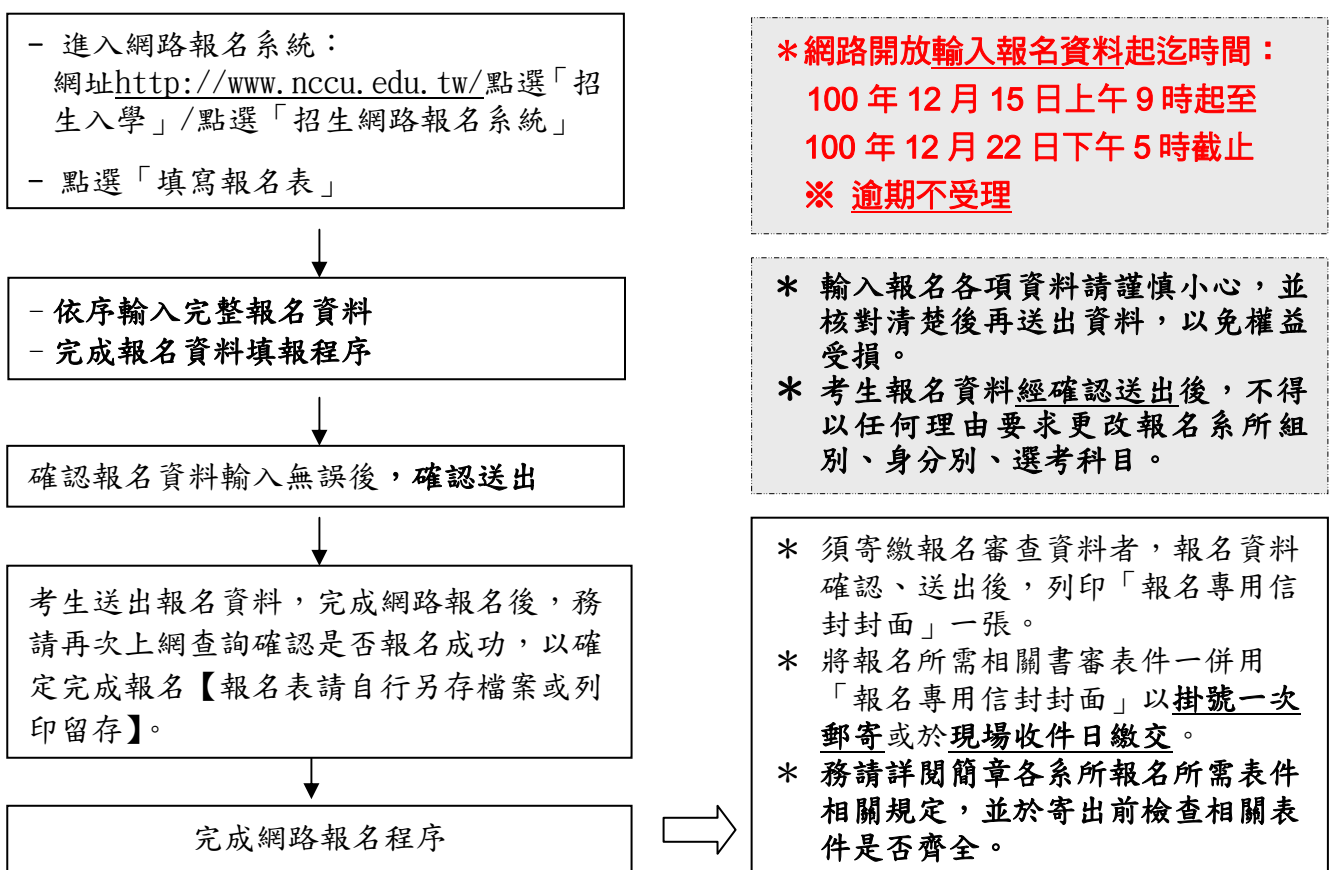 - 進入網路報名系統：
網址http://www.nccu.edu.tw/點選「招
生入學」/點選「招生網路報名系統」
- 點選「填寫報名表」
-依序輸入完整報名資料
-完成報名資料填報程序
確認報名資料輸入無誤後，確認送出
考生送出報名資料，完成網路報名後，務
請再次上網查詢確認是否報名成功，以確
定完成報名【報名表請自行另存檔案或列
印留存】。
完成網路報名程序
＊網路開放輸入報名資料起迄時間：
100 年 12 月 15 日上午 9 時起至
100 年 12 月 22 日下午 5 時截止
※ 逾期不受理
＊ 輸入報名各項資料請謹慎小心，並
核對清楚後再送出資料，以免權益
受損。
＊ 考生報名資料經確認送出後，不得
以任何理由要求更改報名系所組
別、身分別、選考科目。
＊ 須寄繳報名審查資料者，報名資料
確認、送出後，列印「報名專用信
封封面」一張。
＊ 將報名所需相關書審表件一併用
「報名專用信封封面」以掛號一次
郵寄或於現場收件日繳交。
＊ 務請詳閱簡章各系所報名所需表件
相關規定，並於寄出前檢查相關表
件是否齊全。